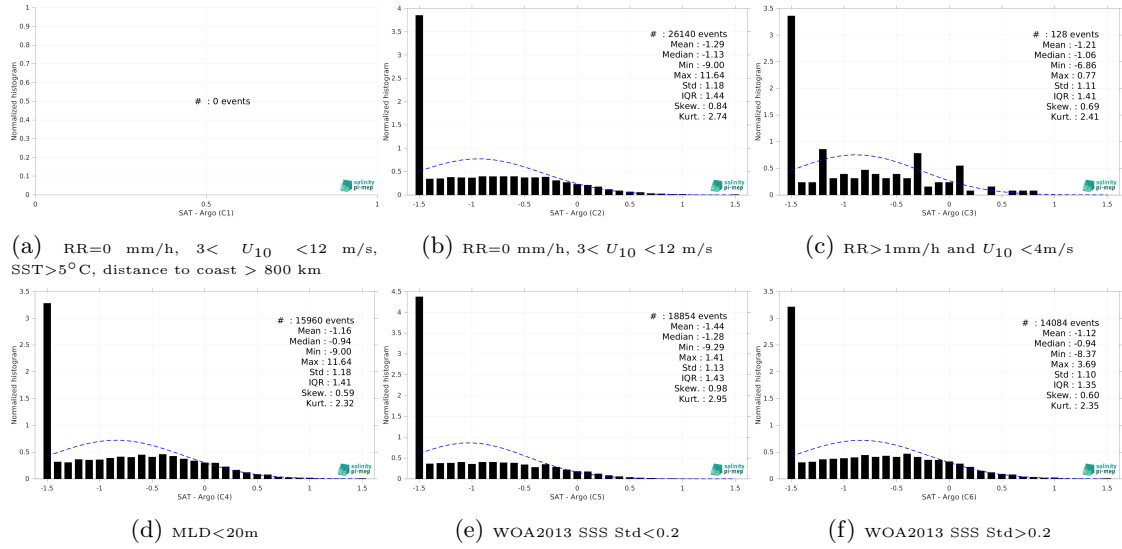 1
0.9
0.8
0.7
0.6
0.5
0.4
0.3
0.2
0.1
0
Normalized histogram
# : 0 events
salinity
pi-mep
0 0.5 1
SAT - Argo (C1)
(a) RR=0 mm/h, 3< U10 <12 m/s,
SST>5°C, distance to coast > 800 km
4
3.5
3
2.5
2
1.5
1
0.5
0
Normalized histogram
# : 26140 events
Mean : -1.29
Median : -1.13
Min : -9.00
Max : 11.64
Std : 1.18
IQR : 1.44
Skew. : 0.84
Kurt. : 2.74
salinity
pi-mep
-1.5 -1 -0.5 0 0.5 1 1.5
SAT - Argo (C2)
(b) RR=0 mm/h, 3< U10 <12 m/s
3.5
3
2.5
2
1.5
1
0.5
0
Normalized histogram
# : 128 events
Mean : -1.21
Median : -1.06
Min : -6.86
Max : 0.77
Std : 1.11
IQR : 1.41
Skew. : 0.69
Kurt. : 2.41
salinity
pi-mep
-1.5 -1 -0.5 0 0.5 1 1.5
SAT - Argo (C3)
(c) RR>1mm/h and U10 <4m/s
3.5
3
2.5
2
1.5
1
0.5
0
Normalized histogram
# : 15960 events
Mean : -1.16
Median : -0.94
Min : -9.00
Max : 11.64
Std : 1.18
IQR : 1.41
Skew. : 0.59
Kurt. : 2.32
salinity
pi-mep
-1.5 -1 -0.5 0 0.5 1 1.5
SAT - Argo (C4)
(d) MLD<20m
4.5
4
3.5
3
2.5
2
1.5
1
0.5
0
Normalized histogram
# : 18854 events
Mean : -1.44
Median : -1.28
Min : -9.29
Max : 1.41
Std : 1.13
IQR : 1.43
Skew. : 0.98
Kurt. : 2.95
salinity
pi-mep
-1.5 -1 -0.5 0 0.5 1 1.5
SAT - Argo (C5)
(e) WOA2013 SSS Std<0.2
3.5
3
2.5
2
1.5
1
0.5
0
Normalized histogram
# : 14084 events
Mean : -1.12
Median : -0.94
Min : -8.37
Max : 3.69
Std : 1.10
IQR : 1.35
Skew. : 0.60
Kurt. : 2.35
salinity
pi-mep
-1.5 -1 -0.5 0 0.5 1 1.5
SAT - Argo (C6)
(f) WOA2013 SSS Std>0.2